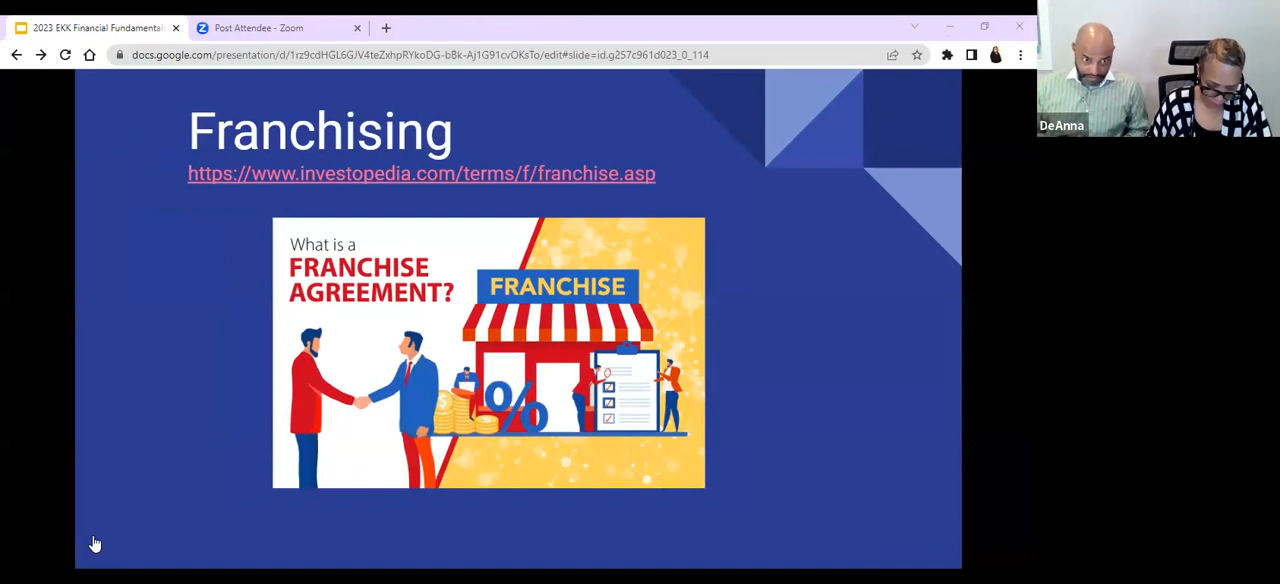 2023 EKK Financial Fundamental
Post Attendee - Zoom
docs.google.com/presentation/d/1rz9cdHGL6GJV4teZxhpRYkoDG-bBk-Aj1G91cvOKsTo/edit#slide=id.g257c961d023_0_114
DeAnna
Franchising
https://www.investopedia.com/terms/f/franchise.asp
What is a
FRANCHISE
AGREEMENT?
FRANCHISE
%